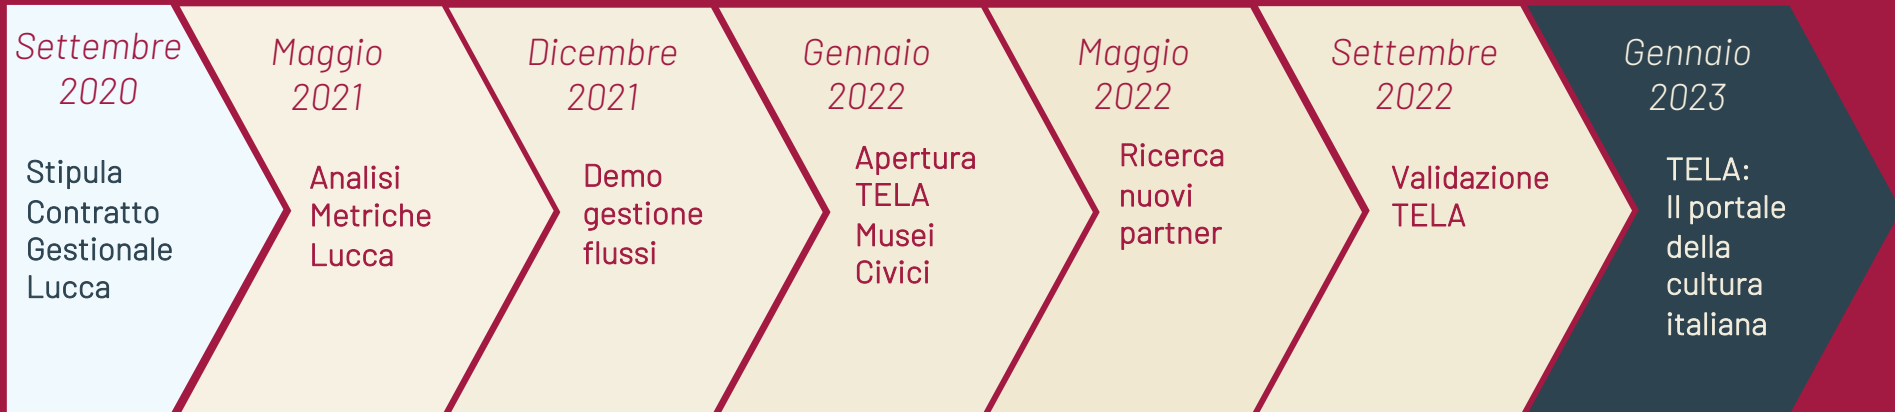 Settembre
2020
Stipula
Contratto
Gestionale
Lucca
Maggio
2021
Analisi
Metriche
Lucca
Dicembre
2021
Demo
gestione
flussi
Gennaio
2022
Apertura
TELA
Musei
Civici
Maggio
2022
Ricerca
nuovi
partner
Settembre
2022
Validazione
TELA
Gennaio
2023
TELA:
Il portale
della
cultura
italiana